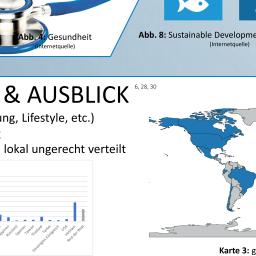 Abb. 4: Gesundheit
(Internetquelle)
Abb. 8: Sustainable Developme
(Internetquelle)
& AUSBLICK 6, 28, 30
ung, Lifestyle, etc.)
lokal ungerecht verteilt
Karte 3: g